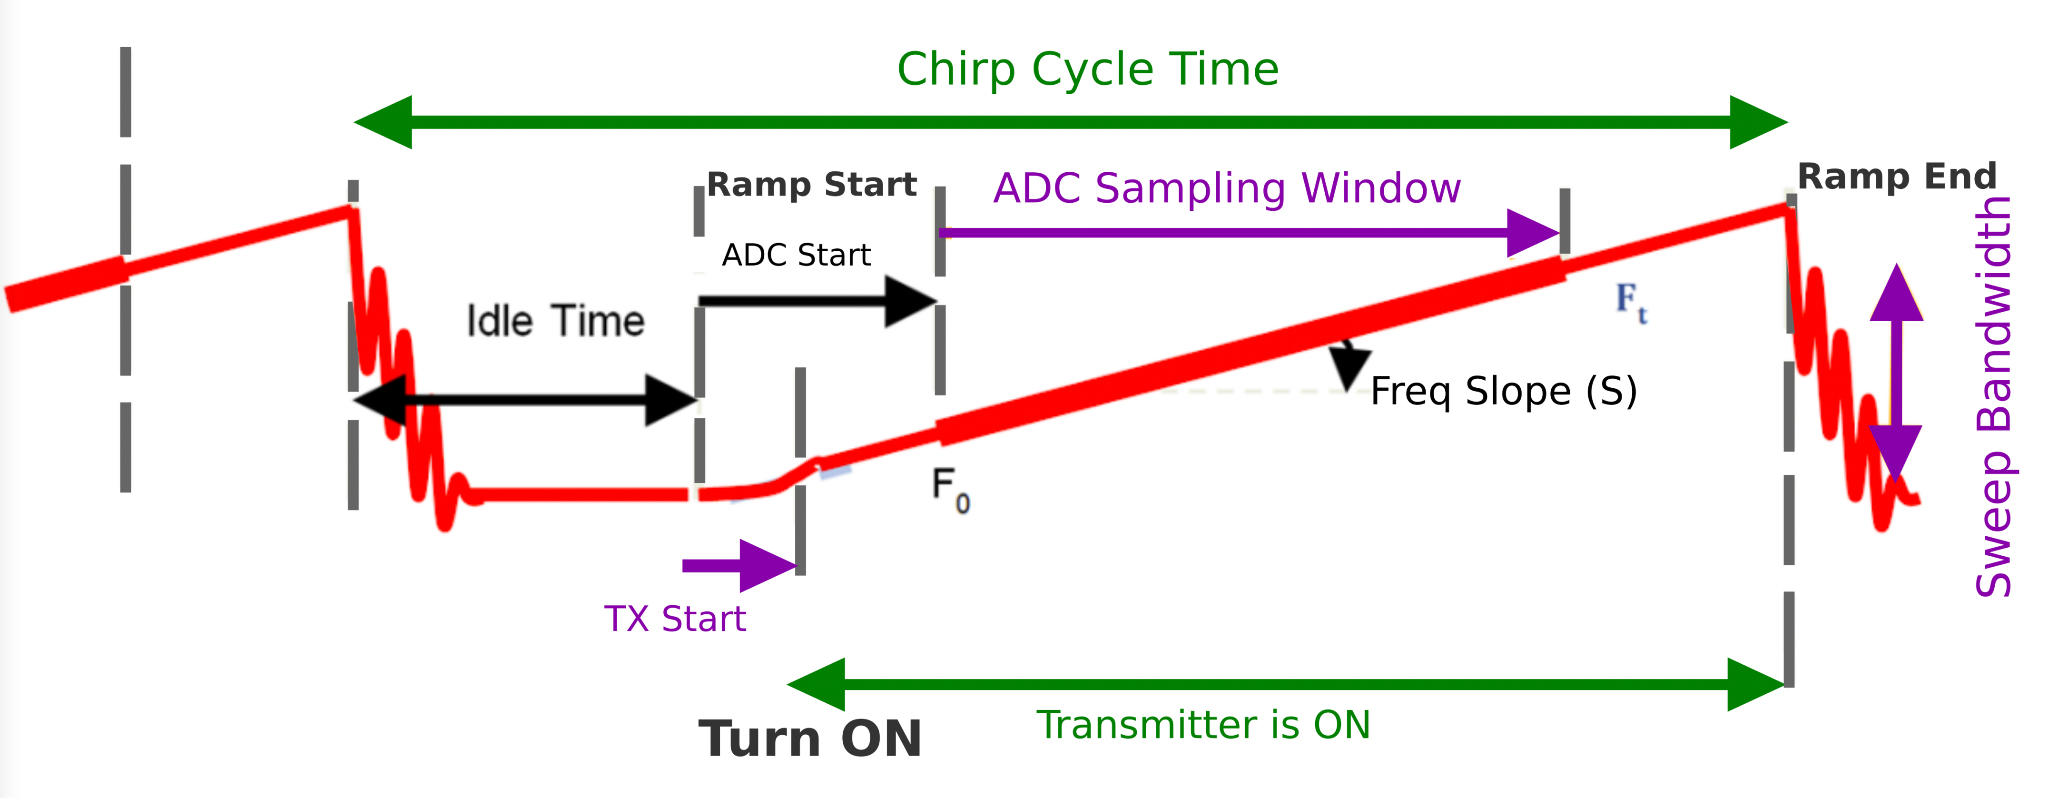 Chirp Cycle Time
Ramp Start
ADC Sampling Window
Ramp End
ADC Start
Idle Time
Ft
Freq Slope (S)
Sweep Bandwidth
F0
TX Start
Turn ON
Transmitter is ON